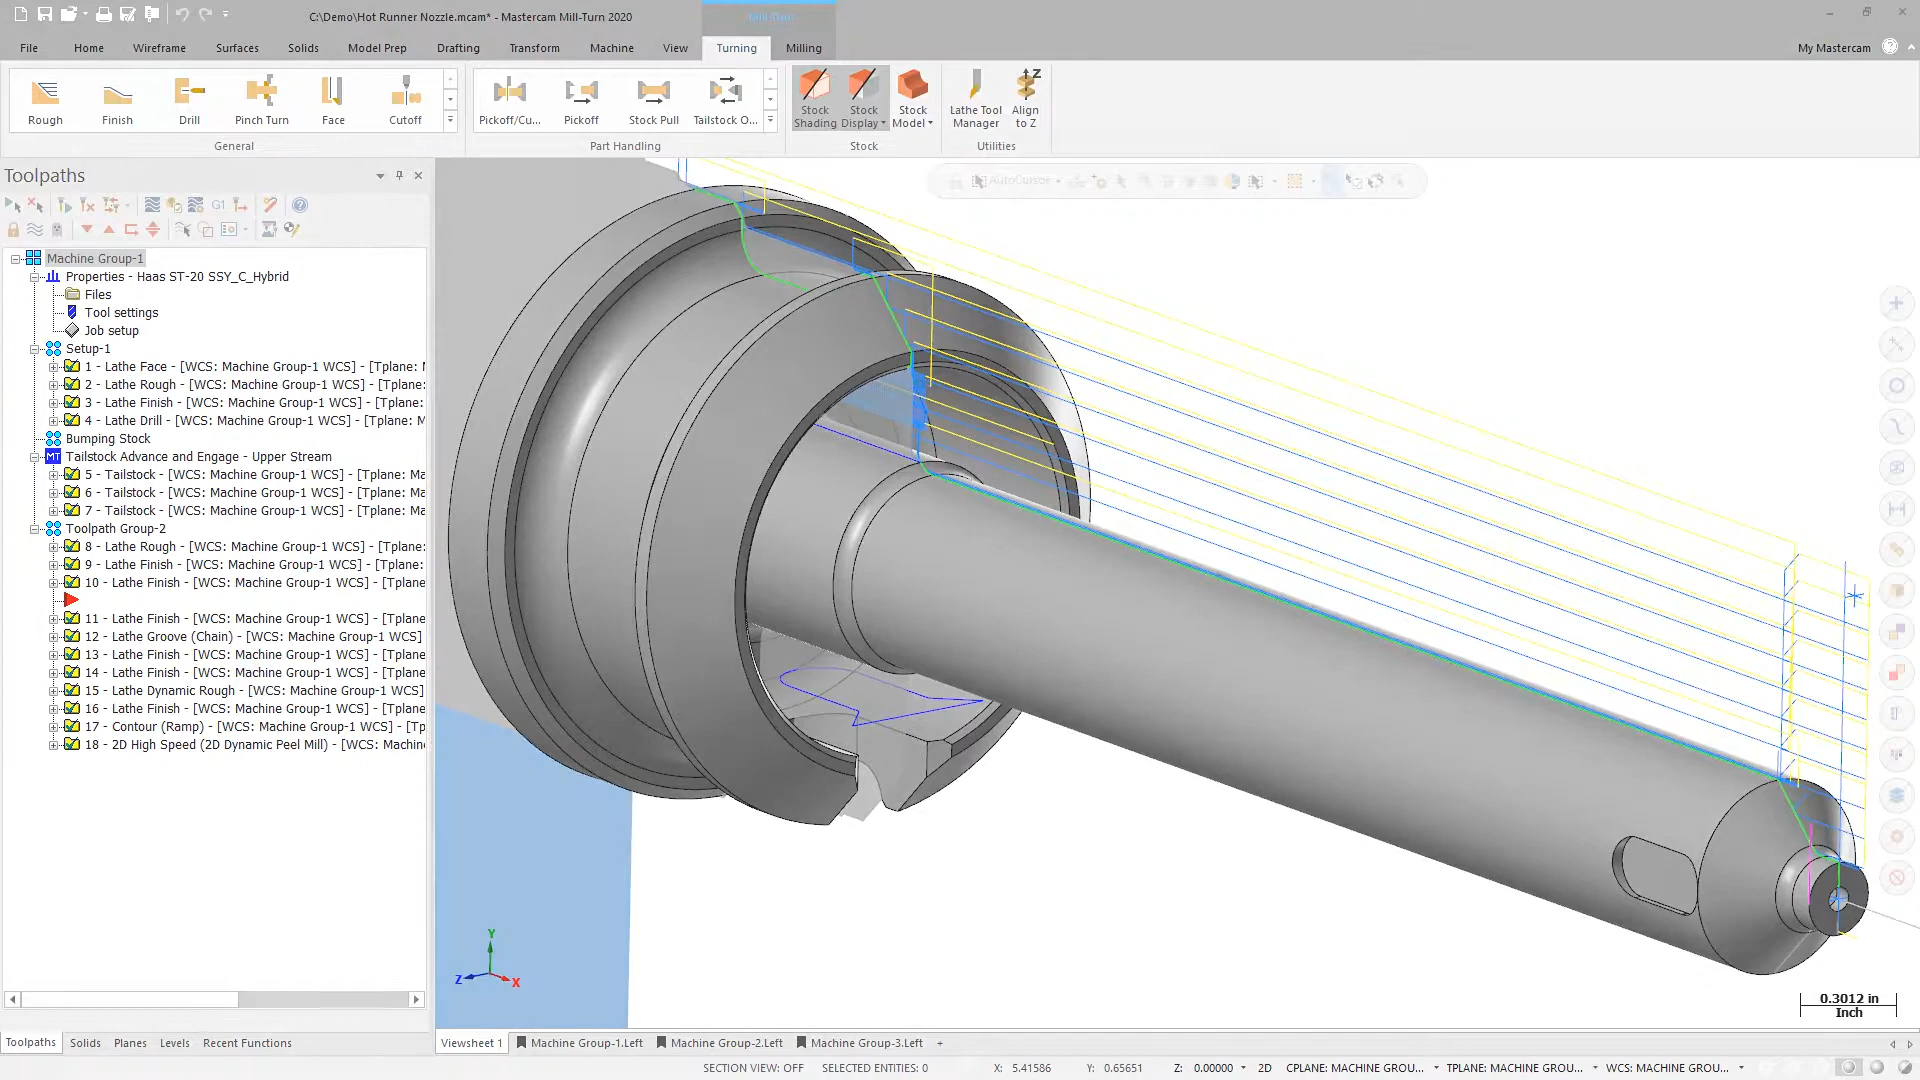 C:\Demo\Hot Runner Nozzle.mcam* - Mastercam Mill-Turn 2020
Mill-Turn
File Home Wireframe Surfaces Solids Model Prep Drafting Transform Machine View Turning Milling My Mastercam
Rough Finish Drill Pinch Turn Face Cutoff
General
Pickoff/Cu... Pickoff Stock Pull Tailstock O...
Part Handling
Stock Shading
Stock Display
Stock Model
Stock
Lathe Tool Manager
Align to Z
Utilities
Toolpaths
AutoCursor
G1
Machine Group-1
Properties - Haas ST-20 SSY_C_Hybrid
Files
Tool settings
Job setup
Setup-1
1 - Lathe Face - [WCS: Machine Group-1 WCS] - [Tplane: M
2 - Lathe Rough - [WCS: Machine Group-1 WCS] - [Tplane:
3 - Lathe Finish - [WCS: Machine Group-1 WCS] - [Tplane:
4 - Lathe Drill - [WCS: Machine Group-1 WCS] - [Tplane: M
Bumping Stock
MT Tailstock Advance and Engage - Upper Stream
5 - Tailstock - [WCS: Machine Group-1 WCS] - [Tplane: Ma
6 - Tailstock - [WCS: Machine Group-1 WCS] - [Tplane: Ma
7 - Tailstock - [WCS: Machine Group-1 WCS] - [Tplane: Ma
Toolpath Group-2
8 - Lathe Rough - [WCS: Machine Group-1 WCS] - [Tplane:
9 - Lathe Finish - [WCS: Machine Group-1 WCS] - [Tplane:
10 - Lathe Finish - [WCS: Machine Group-1 WCS] - [Tplane
11 - Lathe Finish - [WCS: Machine Group-1 WCS] - [Tplane
12 - Lathe Groove (Chain) - [WCS: Machine Group-1 WCS]
13 - Lathe Finish - [WCS: Machine Group-1 WCS] - [Tplane
14 - Lathe Finish - [WCS: Machine Group-1 WCS] - [Tplane
15 - Lathe Dynamic Rough - [WCS: Machine Group-1 WCS]
16 - Lathe Finish - [WCS: Machine Group-1 WCS] - [Tplane
17 - Contour (Ramp) - [WCS: Machine Group-1 WCS] - [Tp
18 - 2D High Speed (2D Dynamic Peel Mill) - [WCS: Machine
Y
Z X
0.3012 in
Inch
Toolpaths Solids Planes Levels Recent Functions
Viewsheet 1 Machine Group-1.Left Machine Group-2.Left Machine Group-3.Left +
SECTION VIEW: OFF SELECTED ENTITIES: 0 X: 5.41586 Y: 0.65651 Z: 0.00000 2D CPLANE: MACHINE GROU... TPLANE: MACHINE GROU... WCS: MACHINE GROU...